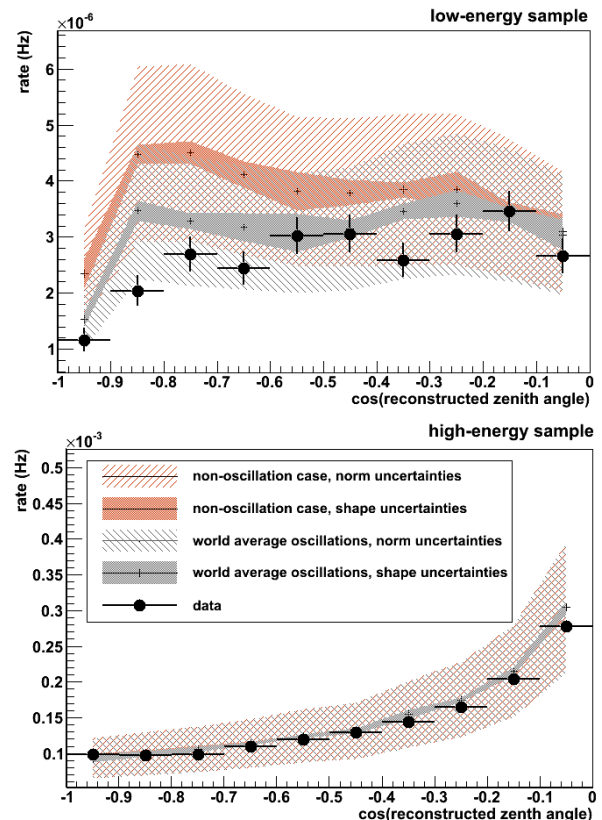 ×10⁻⁶
low-energy sample
rate (Hz)
6
5
4
3
2
1
-1 -0.9 -0.8 -0.7 -0.6 -0.5 -0.4 -0.3 -0.2 -0.1 0
cos(reconstructed zenith angle)
×10⁻³
high-energy sample
rate (Hz)
0.5
0.45
0.4
0.35
0.3
0.25
0.2
0.15
0.1
non-oscillation case, norm uncertainties
non-oscillation case, shape uncertainties
world average oscillations, norm uncertainties
world average oscillations, shape uncertainties
data
-1 -0.9 -0.8 -0.7 -0.6 -0.5 -0.4 -0.3 -0.2 -0.1 0
cos(reconstructed zenith angle)